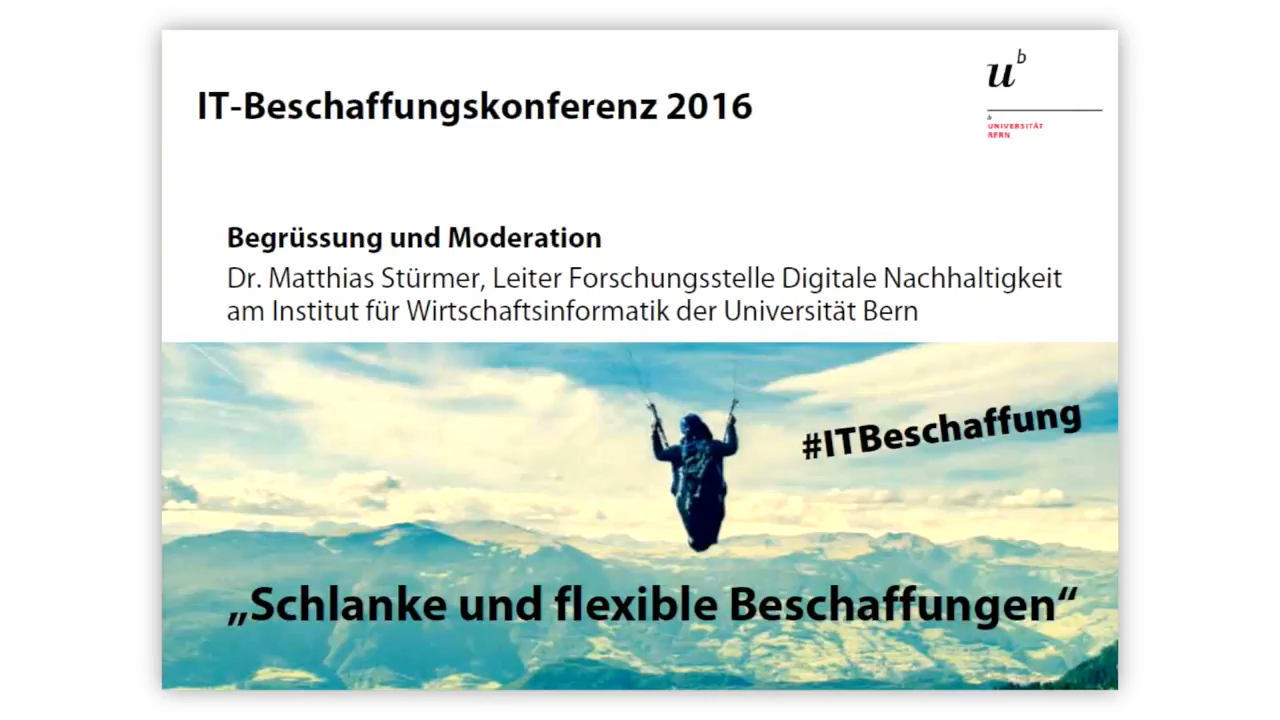 IT-Beschaffungskonferenz 2016
u
b
b
UNIVERSITÄT
BERN
Begrüssung und Moderation
Dr. Matthias Stürmer, Leiter Forschungsstelle Digitale Nachhaltigkeit
am Institut für Wirtschaftsinformatik der Universität Bern
#ITBeschaffung
„Schlanke und flexible Beschaffungen“